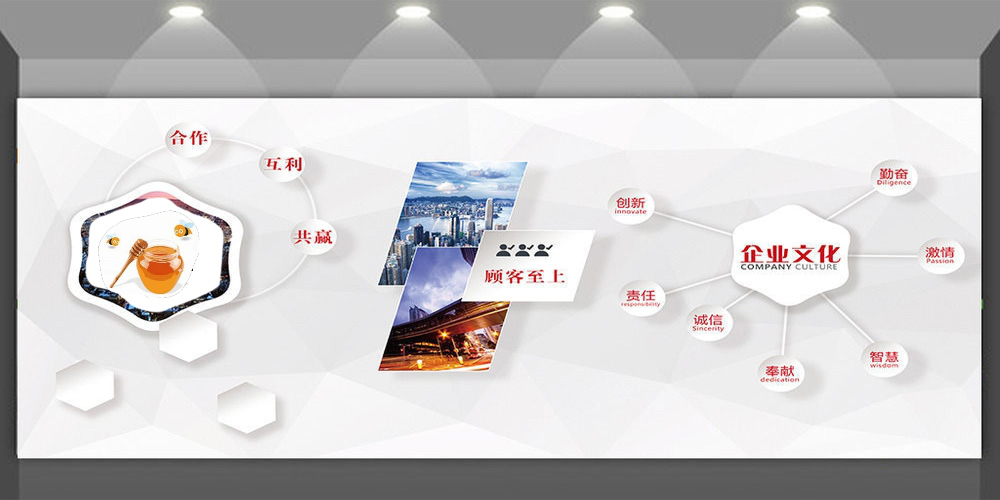 合作
互利
共赢
顾客至上
创新
innovate
责任
responsibility
诚信
Sincerity
奉献
dedication
智慧
wisdom
激情
Passion
勤奋
Diligence
企业文化
COMPANY CULTURE